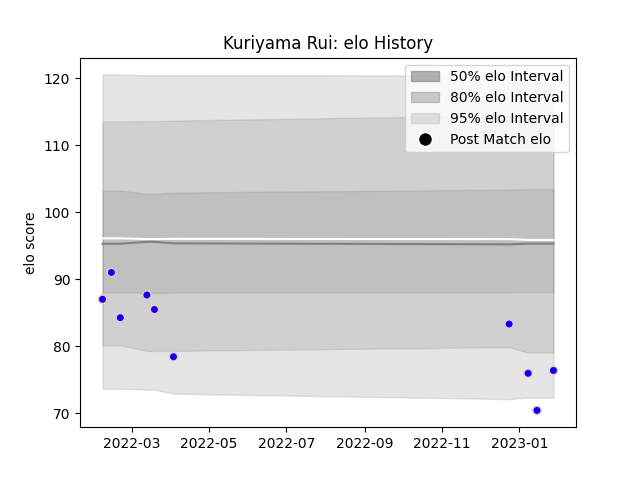 Kuriyama Rui: elo History
50% elo Interval
80% elo Interval
95% elo Interval
Post Match elo
elo score
120
110
100
90
80
70
2022-03
2022-05
2022-07
2022-09
2022-11
2023-01